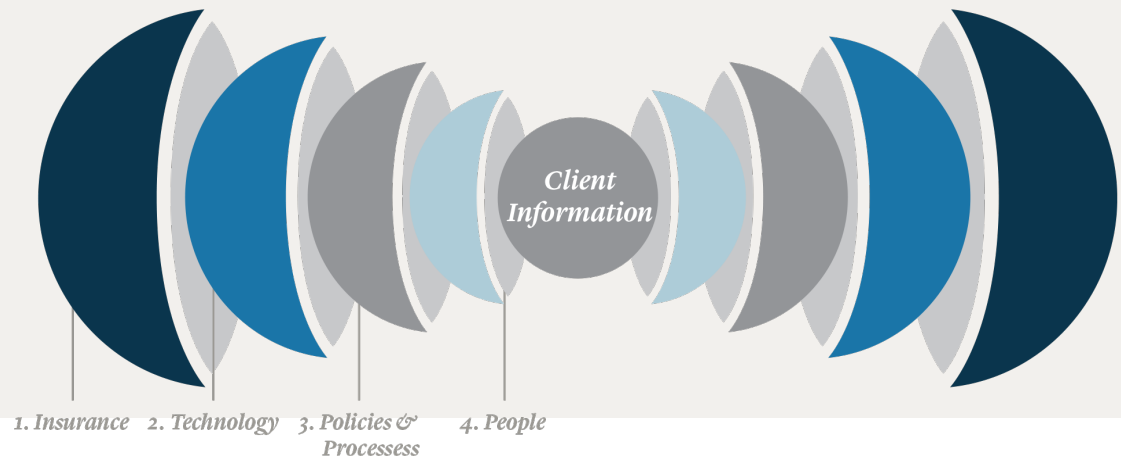 Client
Information
1. Insurance
2. Technology
3. Policies &
Processess
4. People